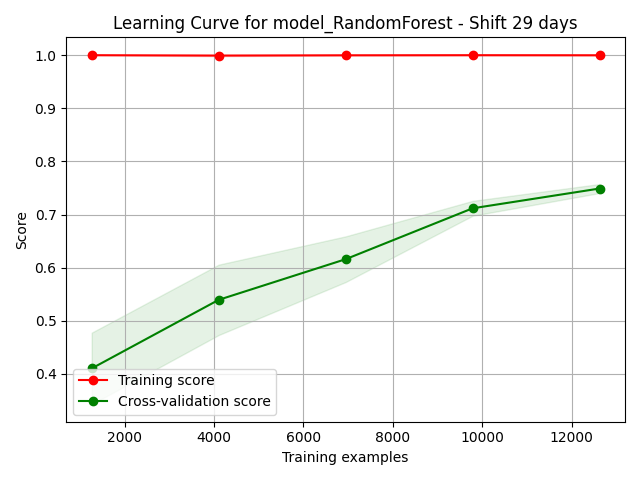 Learning Curve for model_RandomForest - Shift 29 days
Score
1.0
0.9
0.8
0.7
0.6
0.5
0.4
Training score
Cross-validation score
2000 4000 6000 8000 10000 12000
Training examples